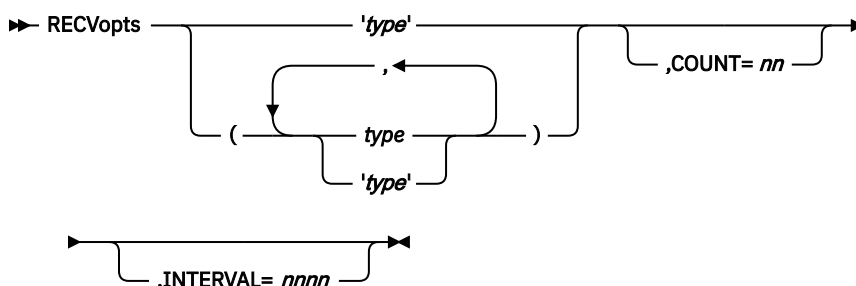 RECVopts 'type'
,COUNT= nn
,
( type )
'type'
,INTERVAL= nnnn